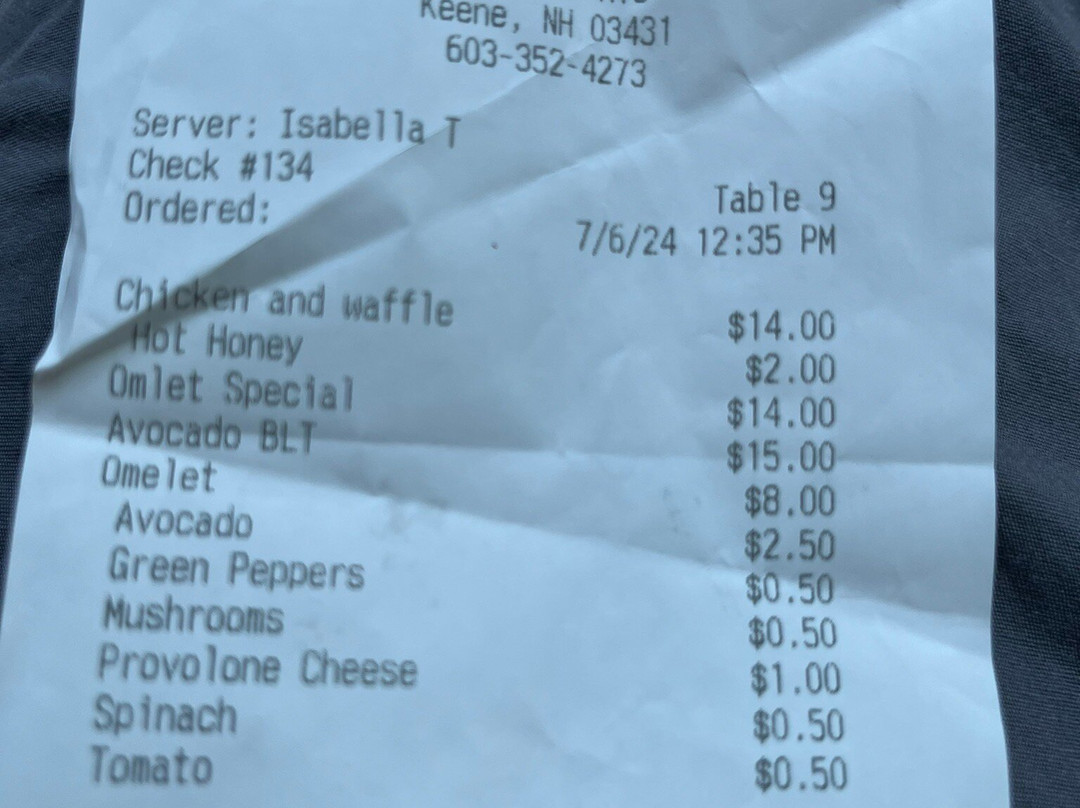 Keene, NH 03431
603-352-4273
Server: Isabella T
Check #134 Table 9
Ordered: 7/6/24 12:35 PM
Chicken and waffle $14.00
Hot Honey $2.00
Omlet Special $14.00
Avocado BLT $15.00
Omelet $8.00
Avocado $2.50
Green Peppers $0.50
Mushrooms $0.50
Provolone Cheese $1.00
Spinach $0.50
Tomato $0.50